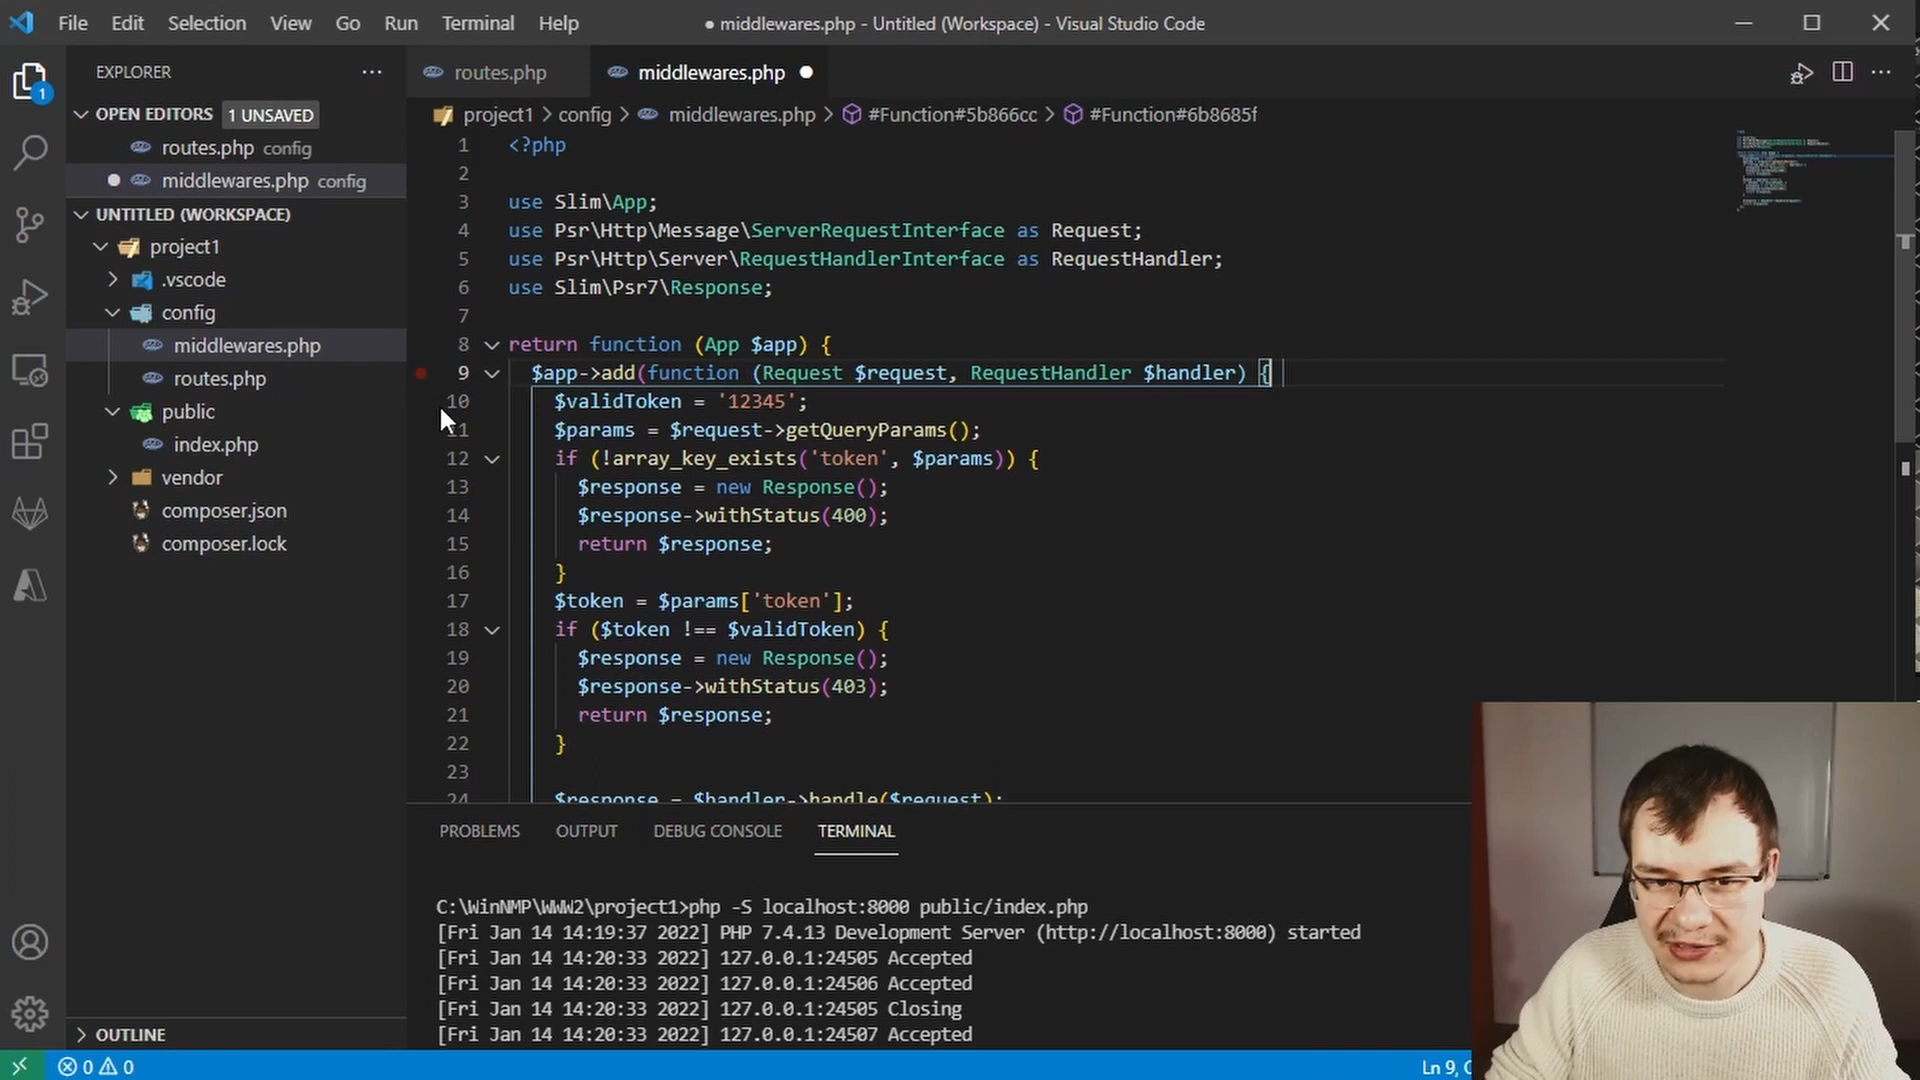 File Edit Selection View Go Run Terminal Help
● middlewares.php - Untitled (Workspace) - Visual Studio Code
EXPLORER
OPEN EDITORS 1 UNSAVED
routes.php config
middlewares.php config
UNTITLED (WORKSPACE)
project1
.vscode
config
middlewares.php
routes.php
public
index.php
vendor
composer.json
composer.lock
OUTLINE
1
routes.php middlewares.php
project1 > config > middlewares.php > #Function#5b866cc > #Function#6b8685f
1 <?php
2
3 use Slim\App;
4 use Psr\Http\Message\ServerRequestInterface as Request;
5 use Psr\Http\Server\RequestHandlerInterface as RequestHandler;
6 use Slim\Psr7\Response;
7
8 return function (App $app) {
9 $app->add(function (Request $request, RequestHandler $handler) {
10 $validToken = '12345';
11 $params = $request->getQueryParams();
12 if (!array_key_exists('token', $params)) {
13 $response = new Response();
14 $response->withStatus(400);
15 return $response;
16 }
17 $token = $params['token'];
18 if ($token !== $validToken) {
19 $response = new Response();
20 $response->withStatus(403);
21 return $response;
22 }
23
24 $response = $handler->handle($request);
PROBLEMS OUTPUT DEBUG CONSOLE TERMINAL
C:\WinNMP\WWW2\project1>php -S localhost:8000 public/index.php
[Fri Jan 14 14:19:37 2022] PHP 7.4.13 Development Server (http://localhost:8000) started
[Fri Jan 14 14:20:33 2022] 127.0.0.1:24505 Accepted
[Fri Jan 14 14:20:33 2022] 127.0.0.1:24506 Accepted
[Fri Jan 14 14:20:33 2022] 127.0.0.1:24505 Closing
[Fri Jan 14 14:20:33 2022] 127.0.0.1:24507 Accepted
0 0
Ln 9,